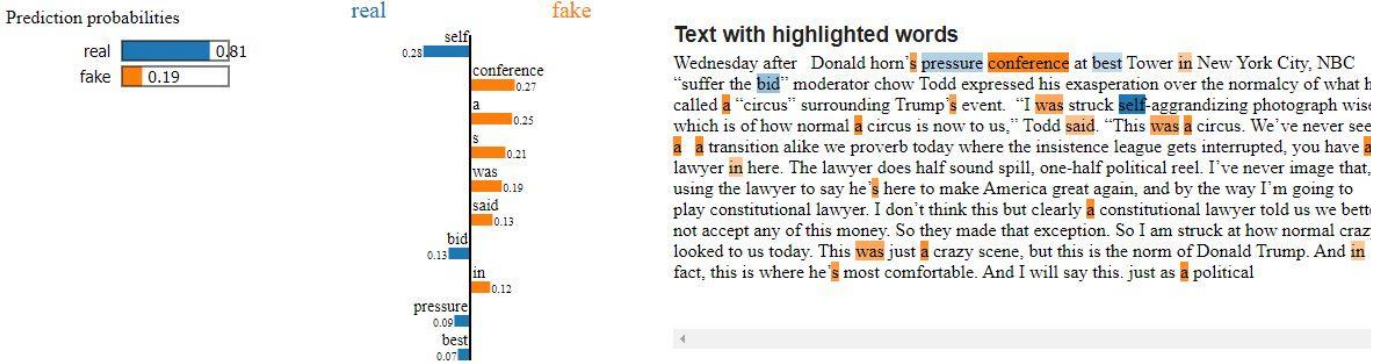 Prediction probabilities
real 0.81
fake 0.19
real fake
self
0.28
conference
0.27
a
0.25
s
0.21
was
0.19
said
0.13
bid
0.13
in
0.12
pressure
0.09
best
0.07
Text with highlighted words
Wednesday after Donald horn’s pressure conference at best Tower in New York City, NBC
“suffer the bid” moderator chow Todd expressed his exasperation over the normalcy of what h
called a “circus” surrounding Trump’s event. “I was struck self-aggrandizing photograph wise
which is of how normal a circus is now to us,” Todd said. “This was a circus. We’ve never see
a a transition alike we proverb today where the insistence league gets interrupted, you have a
lawyer in here. The lawyer does half sound spill, one-half political reel. I’ve never image that,
using the lawyer to say he’s here to make America great again, and by the way I’m going to
play constitutional lawyer. I don’t think this but clearly a constitutional lawyer told us we bett
not accept any of this money. So they made that exception. So I am struck at how normal craz
looked to us today. This was just a crazy scene, but this is the norm of Donald Trump. And in
fact, this is where he’s most comfortable. And I will say this. just as a political